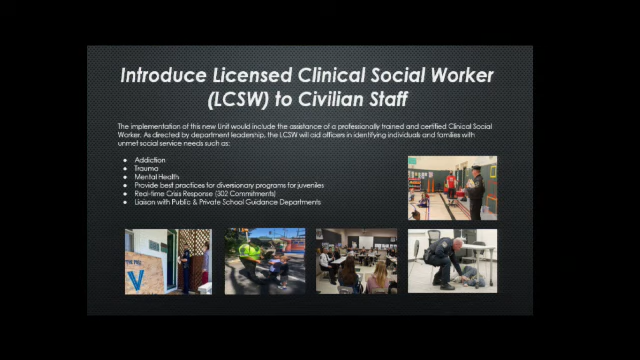 Introduce Licensed Clinical Social Worker
(LCSW) to Civilian Staff
The implementation of this new Unit would include the assistance of a professionally trained and certified Clinical Social
Worker. As directed by department leadership, the LCSW will aid officers in identifying individuals and families with
unmet social service needs such as:
● Addiction
● Trauma
● Mental Health
● Provide best practices for diversionary programs for juveniles
● Real-time Crisis Response (302 Commitments)
● Liaison with Public & Private School Guidance Departments
V